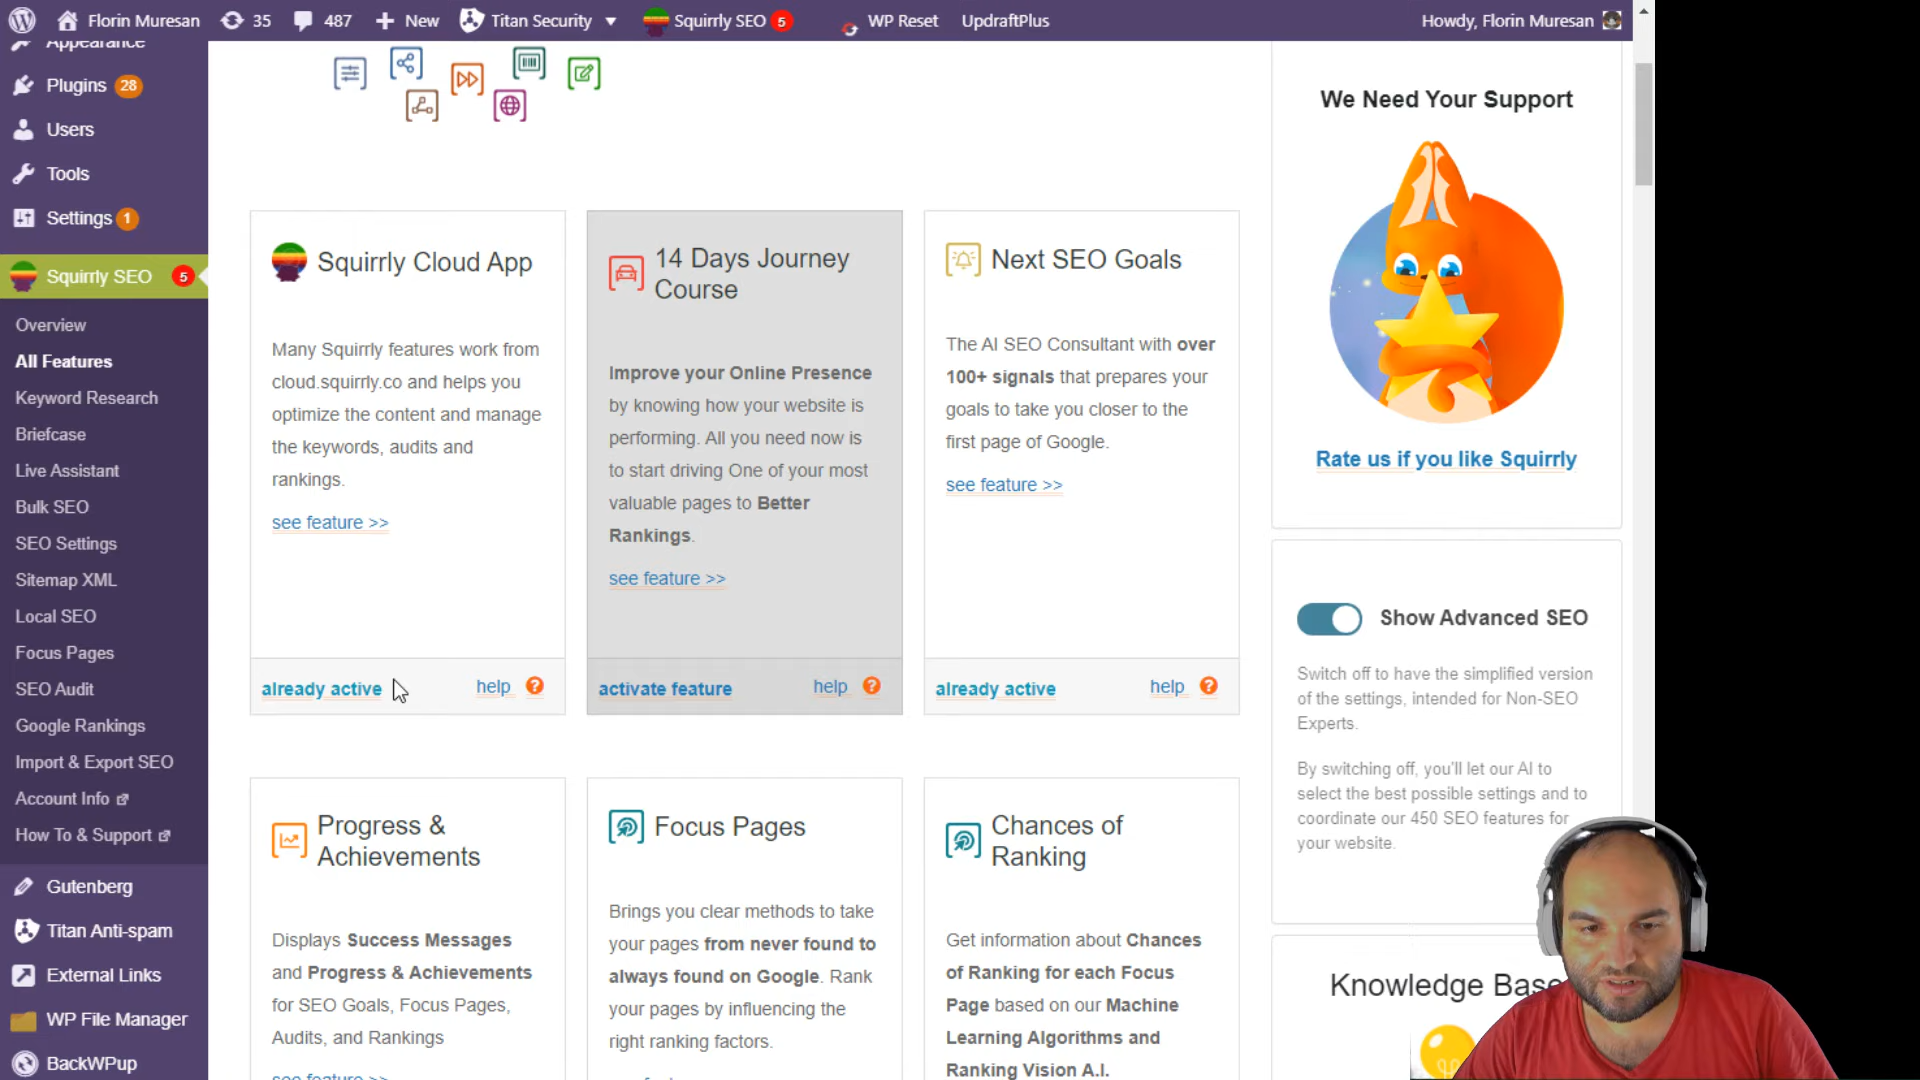 Florin Muresan
35
487
New
Titan Security
Squirrly SEO 5
WP Reset
UpdraftPlus
Howdy, Florin Muresan
Appearance
Plugins 28
Users
Tools
Settings 1
Squirrly SEO 5
Overview
All Features
Keyword Research
Briefcase
Live Assistant
Bulk SEO
SEO Settings
Sitemap XML
Local SEO
Focus Pages
SEO Audit
Google Rankings
Import & Export SEO
Account Info
How To & Support
Gutenberg
Titan Anti-spam
External Links
WP File Manager
BackWPup
Squirrly Cloud App
Many Squirrly features work from
cloud.squirrly.co and helps you
optimize the content and manage
the keywords, audits and
rankings.
see feature >>
already active
help ?
14 Days Journey
Course
Improve your Online Presence
by knowing how your website is
performing. All you need now is
to start driving One of your most
valuable pages to Better
Rankings.
see feature >>
activate feature
help ?
Next SEO Goals
The AI SEO Consultant with over
100+ signals that prepares your
goals to take you closer to the
first page of Google.
see feature >>
already active
help ?
Progress &
Achievements
Displays Success Messages
and Progress & Achievements
for SEO Goals, Focus Pages,
Audits, and Rankings
see feature >>
Focus Pages
Brings you clear methods to take
your pages from never found to
always found on Google. Rank
your pages by influencing the
right ranking factors.
Chances of
Ranking
Get information about Chances
of Ranking for each Focus
Page based on our Machine
Learning Algorithms and
Ranking Vision A.I.
We Need Your Support
Rate us if you like Squirrly
Show Advanced SEO
Switch off to have the simplified version
of the settings, intended for Non-SEO
Experts.
By switching off, you'll let our AI to
select the best possible settings and to
coordinate our 450 SEO features for
your website.
Knowledge Base